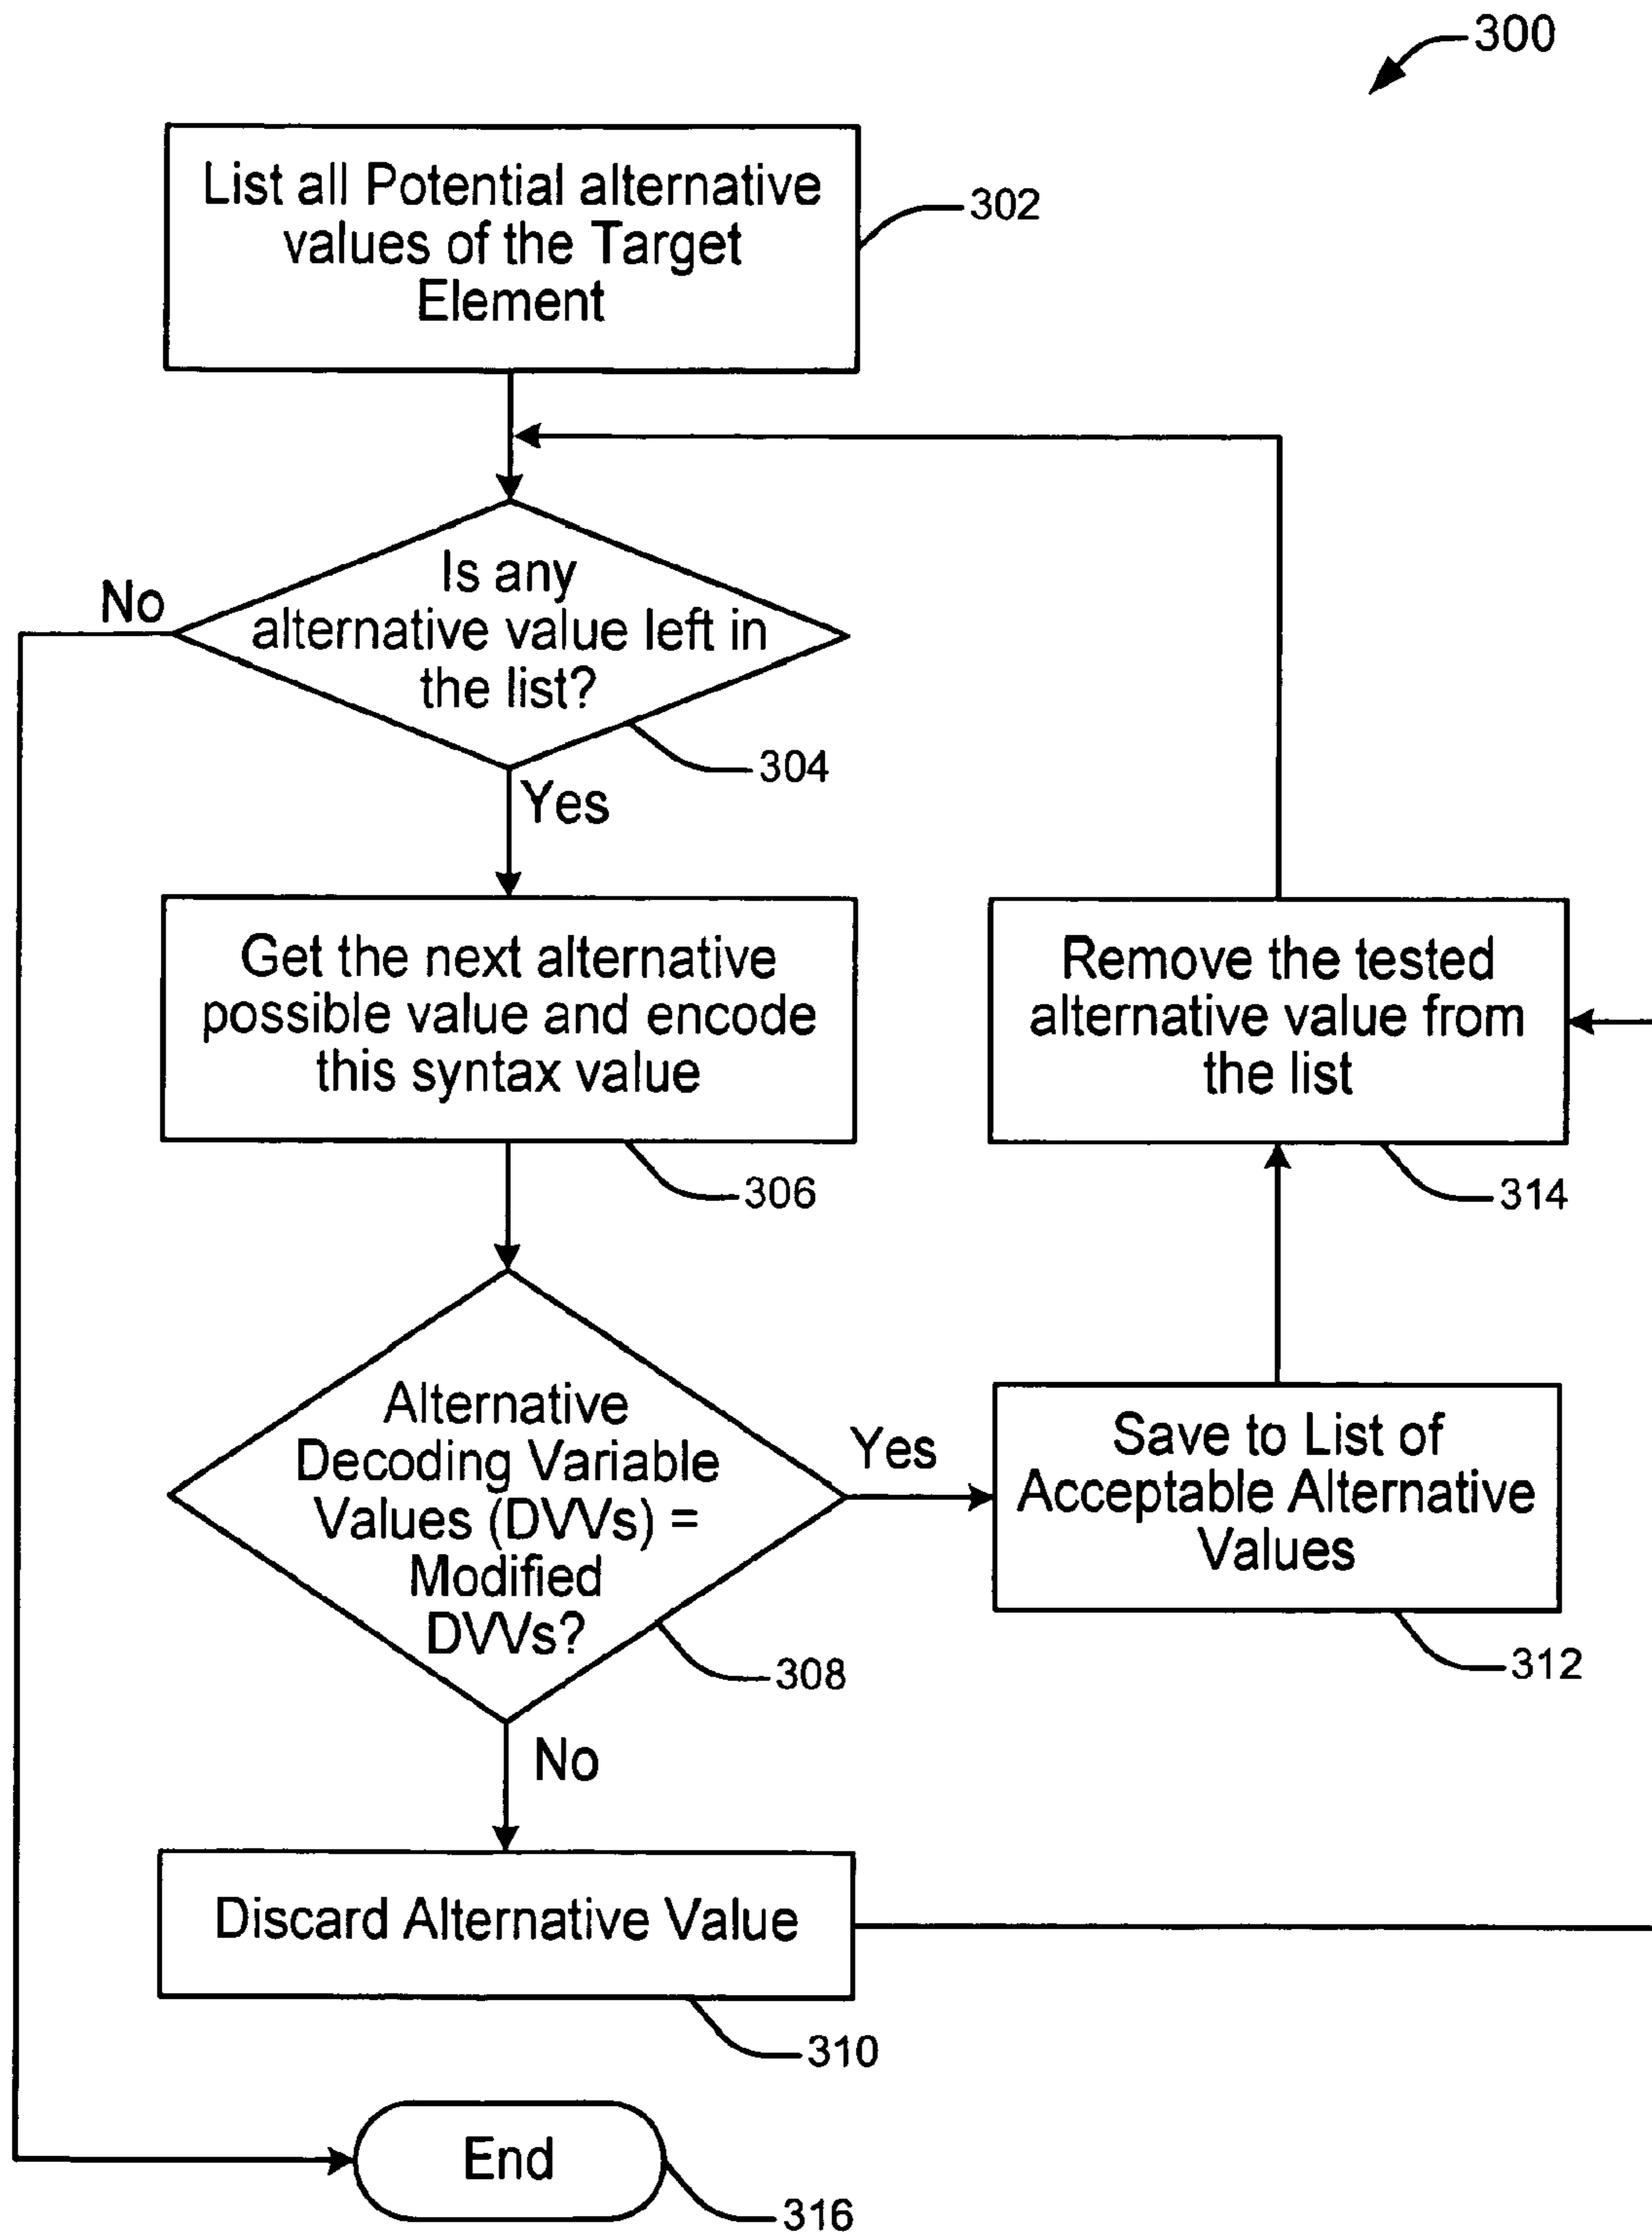 300
List all Potential alternative
values of the Target
Element
302
Is any
alternative value left in
the list?
No
304
Yes
Get the next alternative
possible value and encode
this syntax value
306
Remove the tested
alternative value from
the list
314
Alternative
Decoding Variable
Values (DVVs) =
Modified
DVVs?
Yes
308
No
Save to List of
Acceptable Alternative
Values
312
Discard Alternative Value
310
End
316